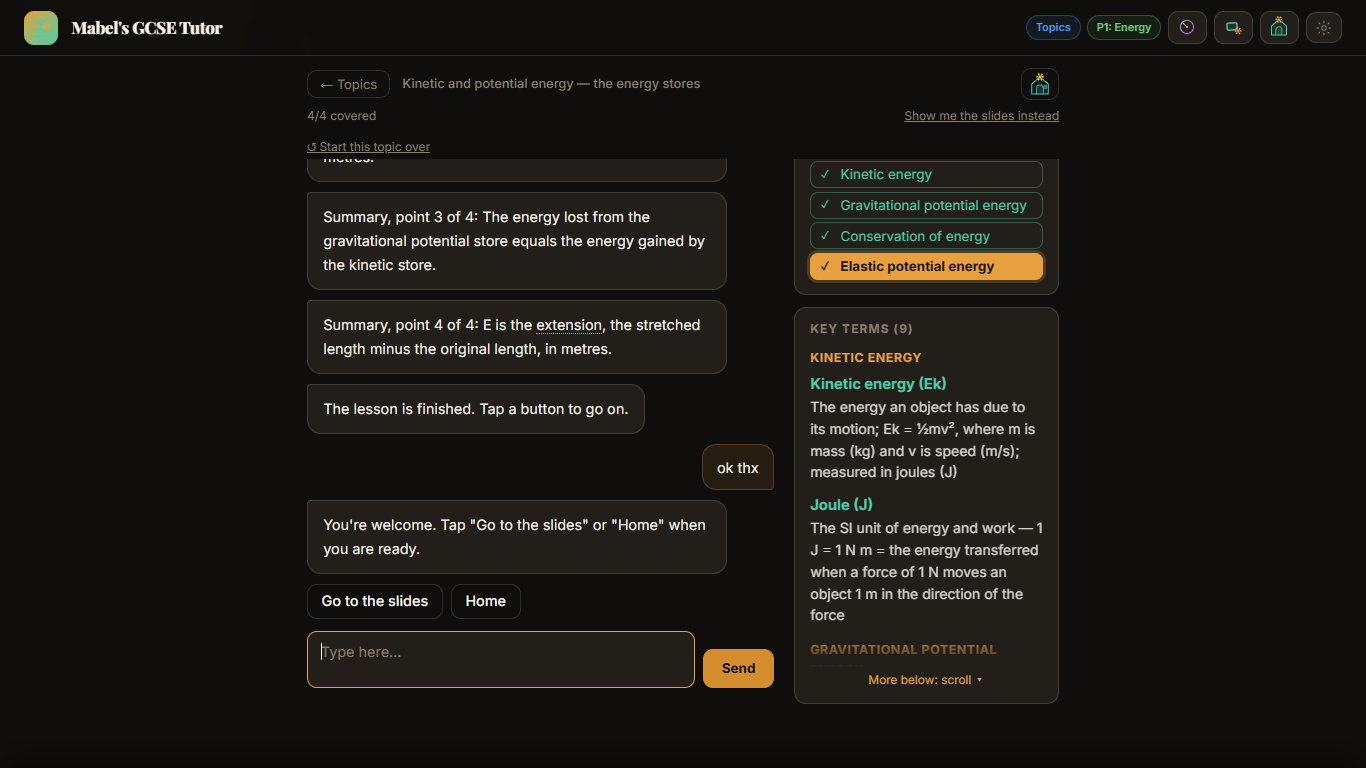 Mabel's GCSE Tutor
Topics
P1: Energy
← Topics
Kinetic and potential energy — the energy stores
4/4 covered
Show me the slides instead
↺ Start this topic over
metres.
Summary, point 3 of 4: The energy lost from the
gravitational potential store equals the energy gained by
the kinetic store.
Summary, point 4 of 4: E is the extension, the stretched
length minus the original length, in metres.
The lesson is finished. Tap a button to go on.
ok thx
You're welcome. Tap "Go to the slides" or "Home" when
you are ready.
Go to the slides
Home
Type here...
Send
✓ Kinetic energy
✓ Gravitational potential energy
✓ Conservation of energy
✓ Elastic potential energy
KEY TERMS (9)
KINETIC ENERGY
Kinetic energy (Ek)
The energy an object has due to
its motion; Ek = ½mv², where m is
mass (kg) and v is speed (m/s);
measured in joules (J)
Joule (J)
The SI unit of energy and work — 1
J = 1 N m = the energy transferred
when a force of 1 N moves an
object 1 m in the direction of the
force
GRAVITATIONAL POTENTIAL
More below: scroll ▾